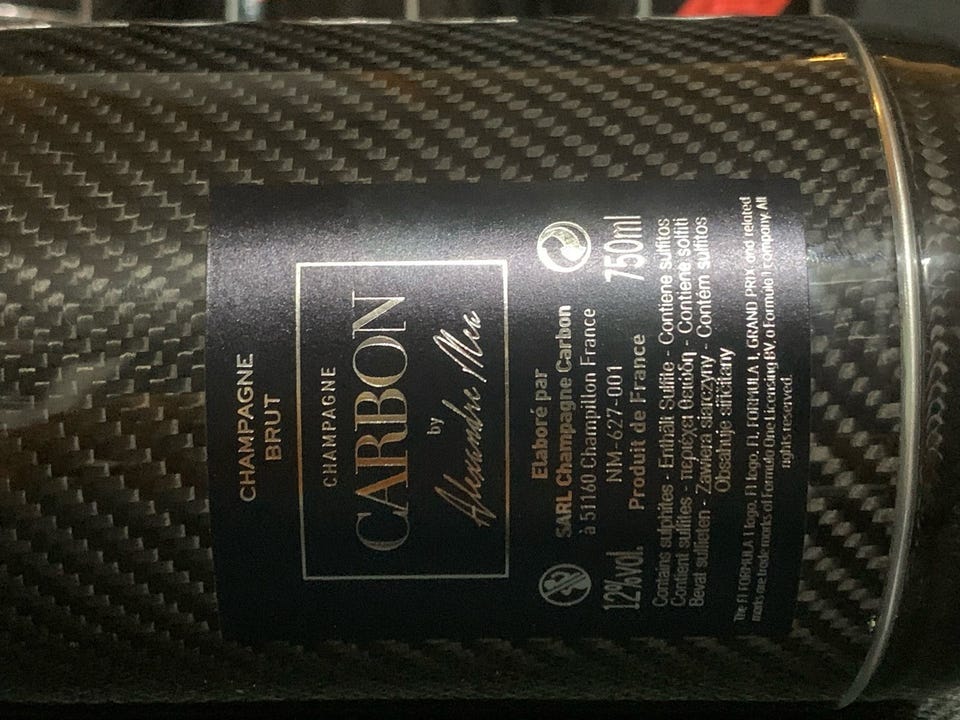 CHAMPAGNE
BRUT
CHAMPAGNE
CARBON
by
Alexandre Mea
Elaboré par
SARL Champagne Carbon
à 51160 Champillon France
NM-627-001
12%vol. Produit de France 750ml
Contains sulphites - Enthält Sulfite - Contiene sulfitos
Contient sulfites - περιέχει θειώδη - Contiene solfiti
Bevat sulfieten - Zawiera siarczyny - Contém sulfitos
Obsahuje siřičitany
The F1 FORMULA 1 logo, F1 logo, F1, FORMULA 1, GRAND PRIX and related
marks are trade marks of Formula One Licensing BV, a Formula 1 company. All
rights reserved.